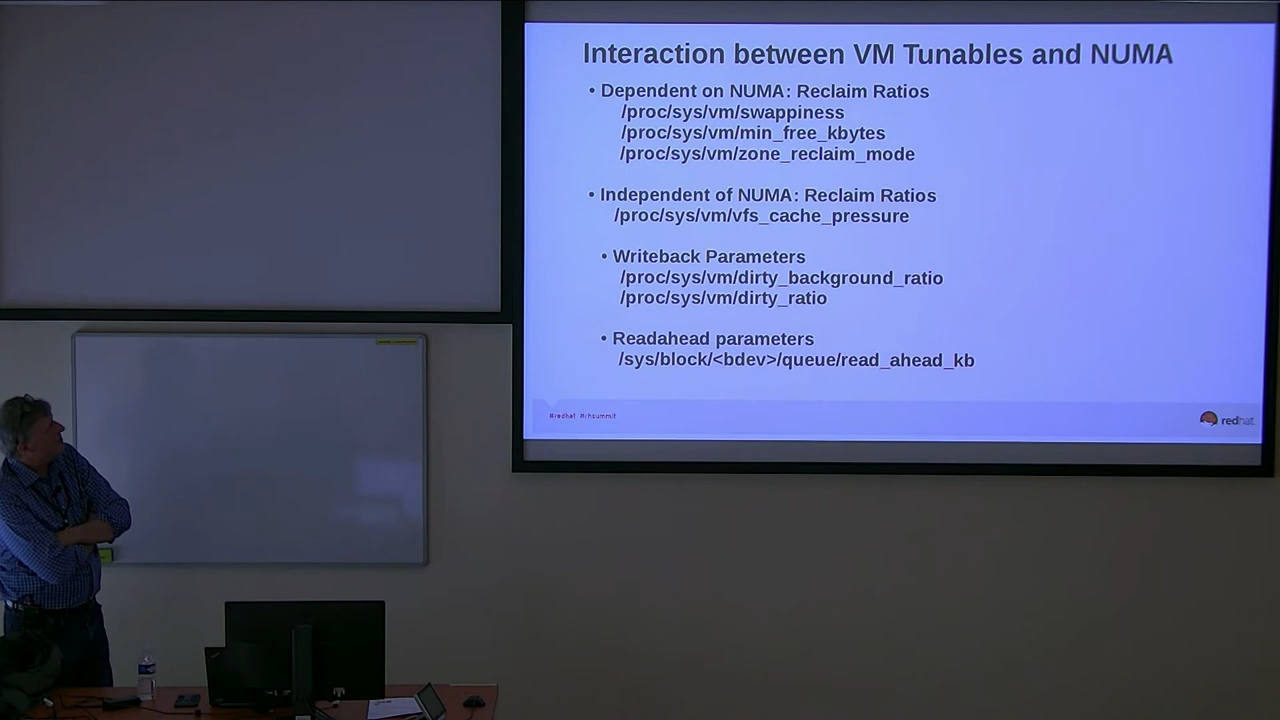 Interaction between VM Tunables and NUMA
• Dependent on NUMA: Reclaim Ratios
/proc/sys/vm/swappiness
/proc/sys/vm/min_free_kbytes
/proc/sys/vm/zone_reclaim_mode
• Independent of NUMA: Reclaim Ratios
/proc/sys/vm/vfs_cache_pressure
• Writeback Parameters
/proc/sys/vm/dirty_background_ratio
/proc/sys/vm/dirty_ratio
• Readahead parameters
/sys/block/<bdev>/queue/read_ahead_kb
#redhat #rhsummit
redhat.